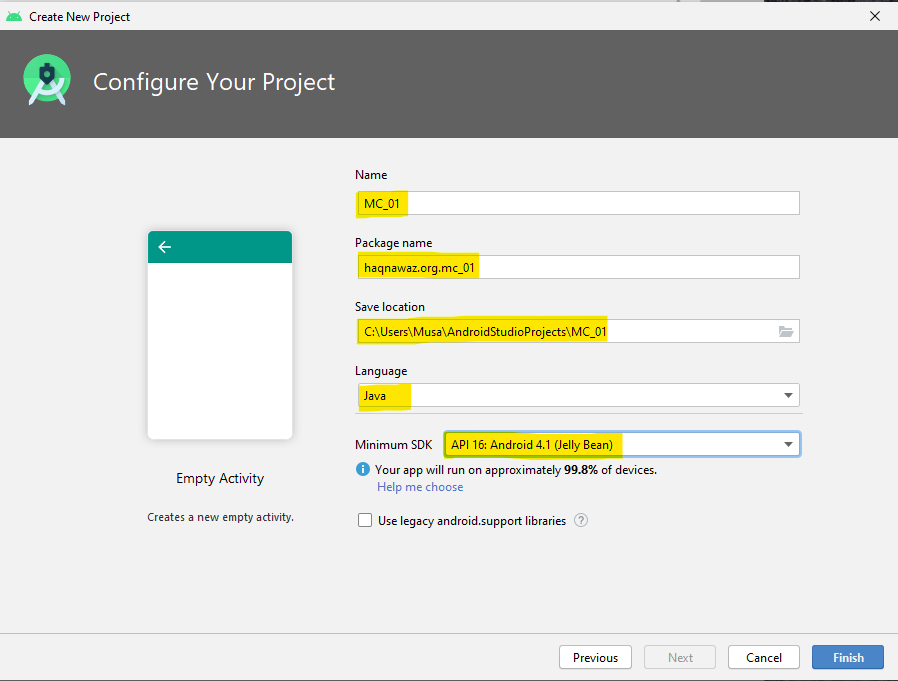 Create New Project
Configure Your Project
Name
MC_01
Package name
haqnawaz.org.mc_01
Save location
C:\Users\Musa\AndroidStudioProjects\MC_01
Language
Java
Minimum SDK
API 16: Android 4.1 (Jelly Bean)
Your app will run on approximately 99.8% of devices.
Help me choose
Use legacy android.support libraries ?
Empty Activity
Creates a new empty activity.
Previous
Next
Cancel
Finish